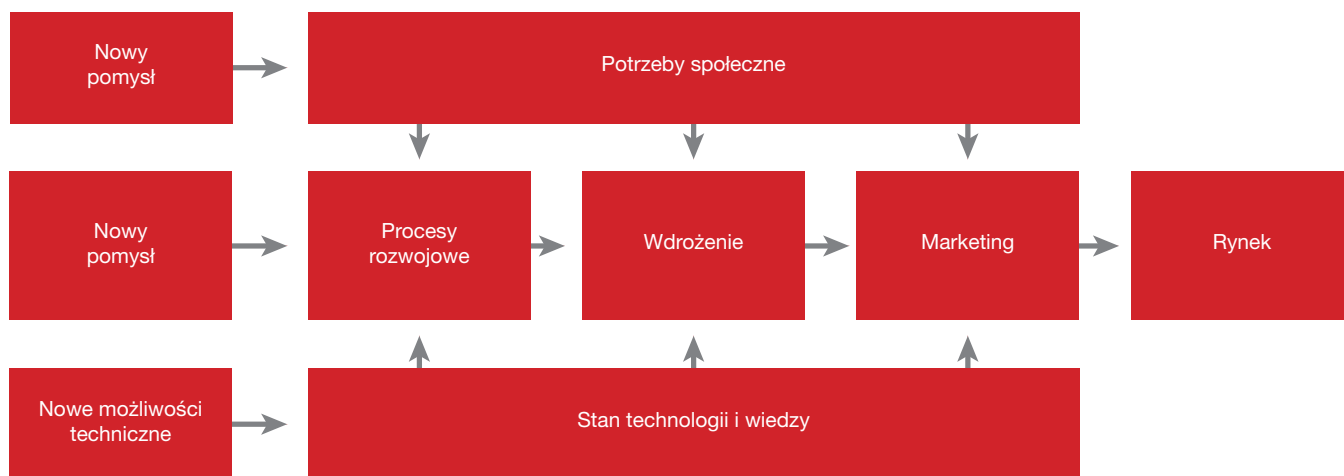 Nowy
pomysł
Potrzeby społeczne
Nowy
pomysł
Procesy
rozwojowe
Wdrożenie
Marketing
Rynek
Nowe możliwości
techniczne
Stan technologii i wiedzy